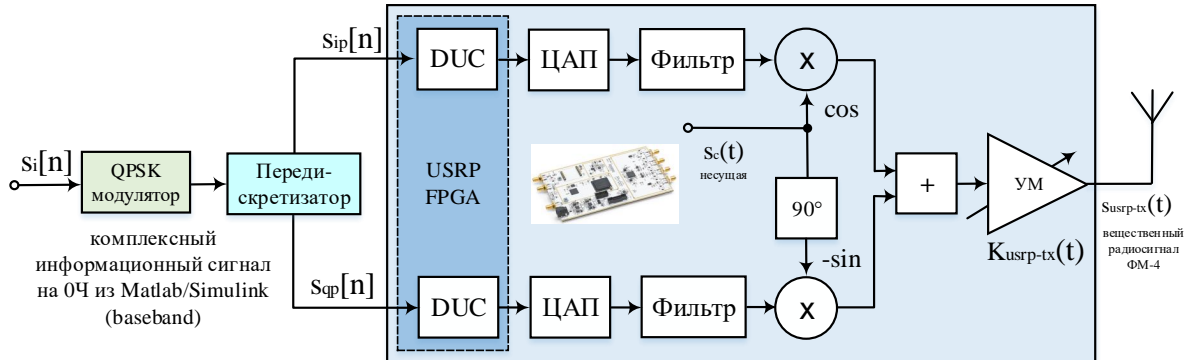 sip[n]
DUC
ЦАП
Фильтр
x
cos
si[n]
QPSK
модулятор
Переди-
скретизатор
USRP
FPGA
sc(t)
несущая
90°
+
УМ
susrp-tx(t)
вещественный
радиосигнал
ФМ-4
Kusrp-tx(t)
комплексный
информационный сигнал
на 0Ч из Matlab/Simulink
(baseband)
sqp[n]
-sin
DUC
ЦАП
Фильтр
x